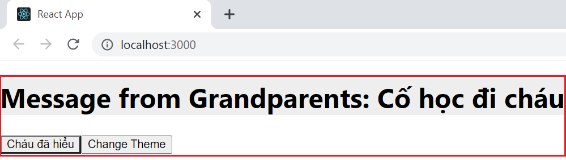 React App
localhost:3000
Message from Grandparents: Cố học đi cháu
Cháu đã hiểu Change Theme